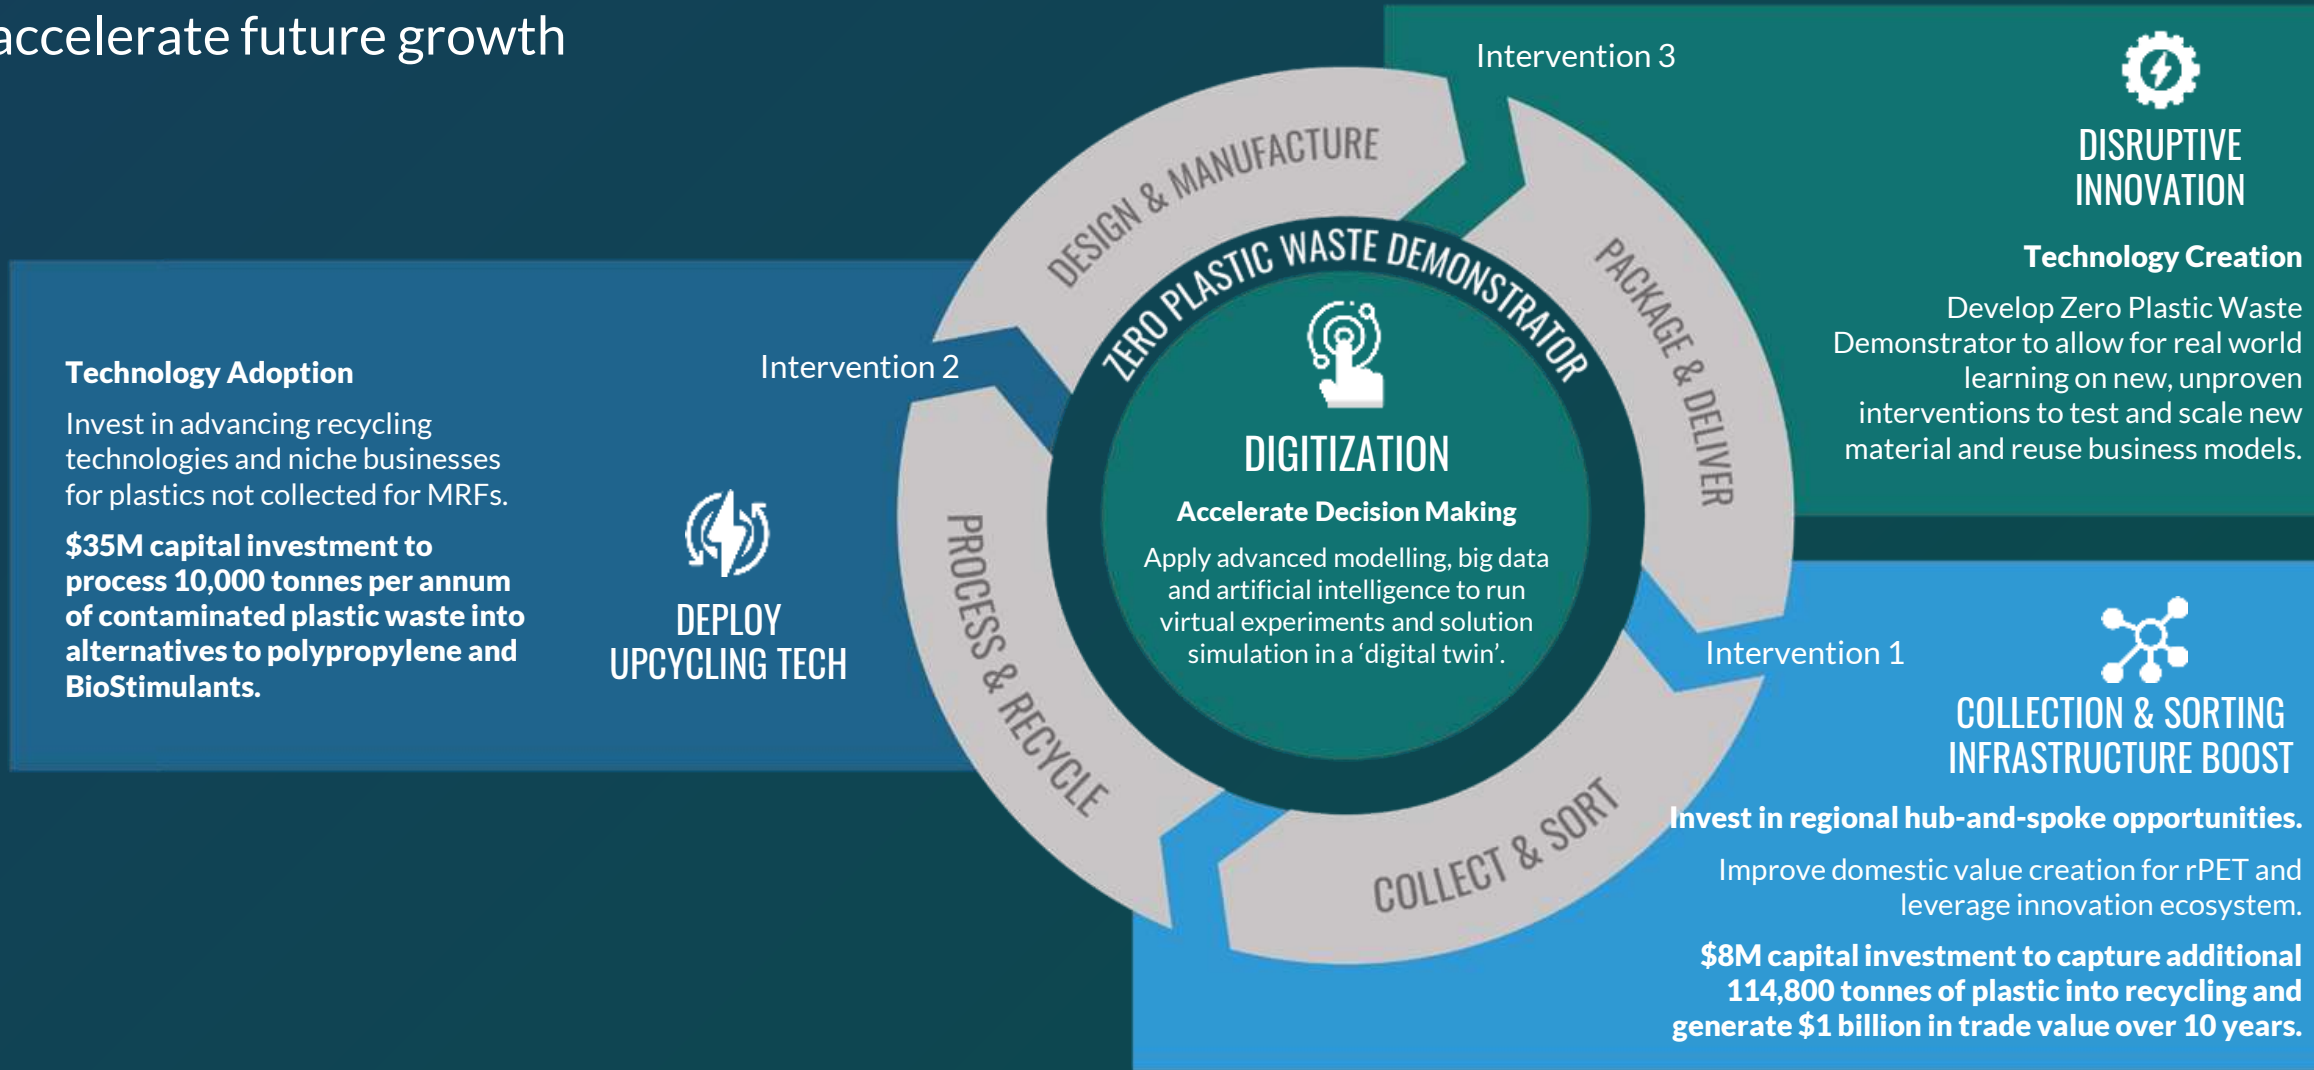 accelerate future growth
Intervention 3
DISRUPTIVE
INNOVATION
Technology Creation
Develop Zero Plastic Waste
Demonstrator to allow for real world
learning on new, unproven
interventions to test and scale new
material and reuse business models.
DESIGN & MANUFACTURE
PACKAGE & DELIVER
COLLECT & SORT
PROCESS & RECYCLE
ZERO PLASTIC WASTE DEMONSTRATOR
DIGITIZATION
Accelerate Decision Making
Apply advanced modelling, big data
and artificial intelligence to run
virtual experiments and solution
simulation in a ‘digital twin’.
Intervention 2
Technology Adoption
Invest in advancing recycling
technologies and niche businesses
for plastics not collected for MRFs.
$35M capital investment to
process 10,000 tonnes per annum
of contaminated plastic waste into
alternatives to polypropylene and
BioStimulants.
DEPLOY
UPCYCLING TECH
Intervention 1
COLLECTION & SORTING
INFRASTRUCTURE BOOST
Invest in regional hub-and-spoke opportunities.
Improve domestic value creation for rPET and
leverage innovation ecosystem.
$8M capital investment to capture additional
114,800 tonnes of plastic into recycling and
generate $1 billion in trade value over 10 years.